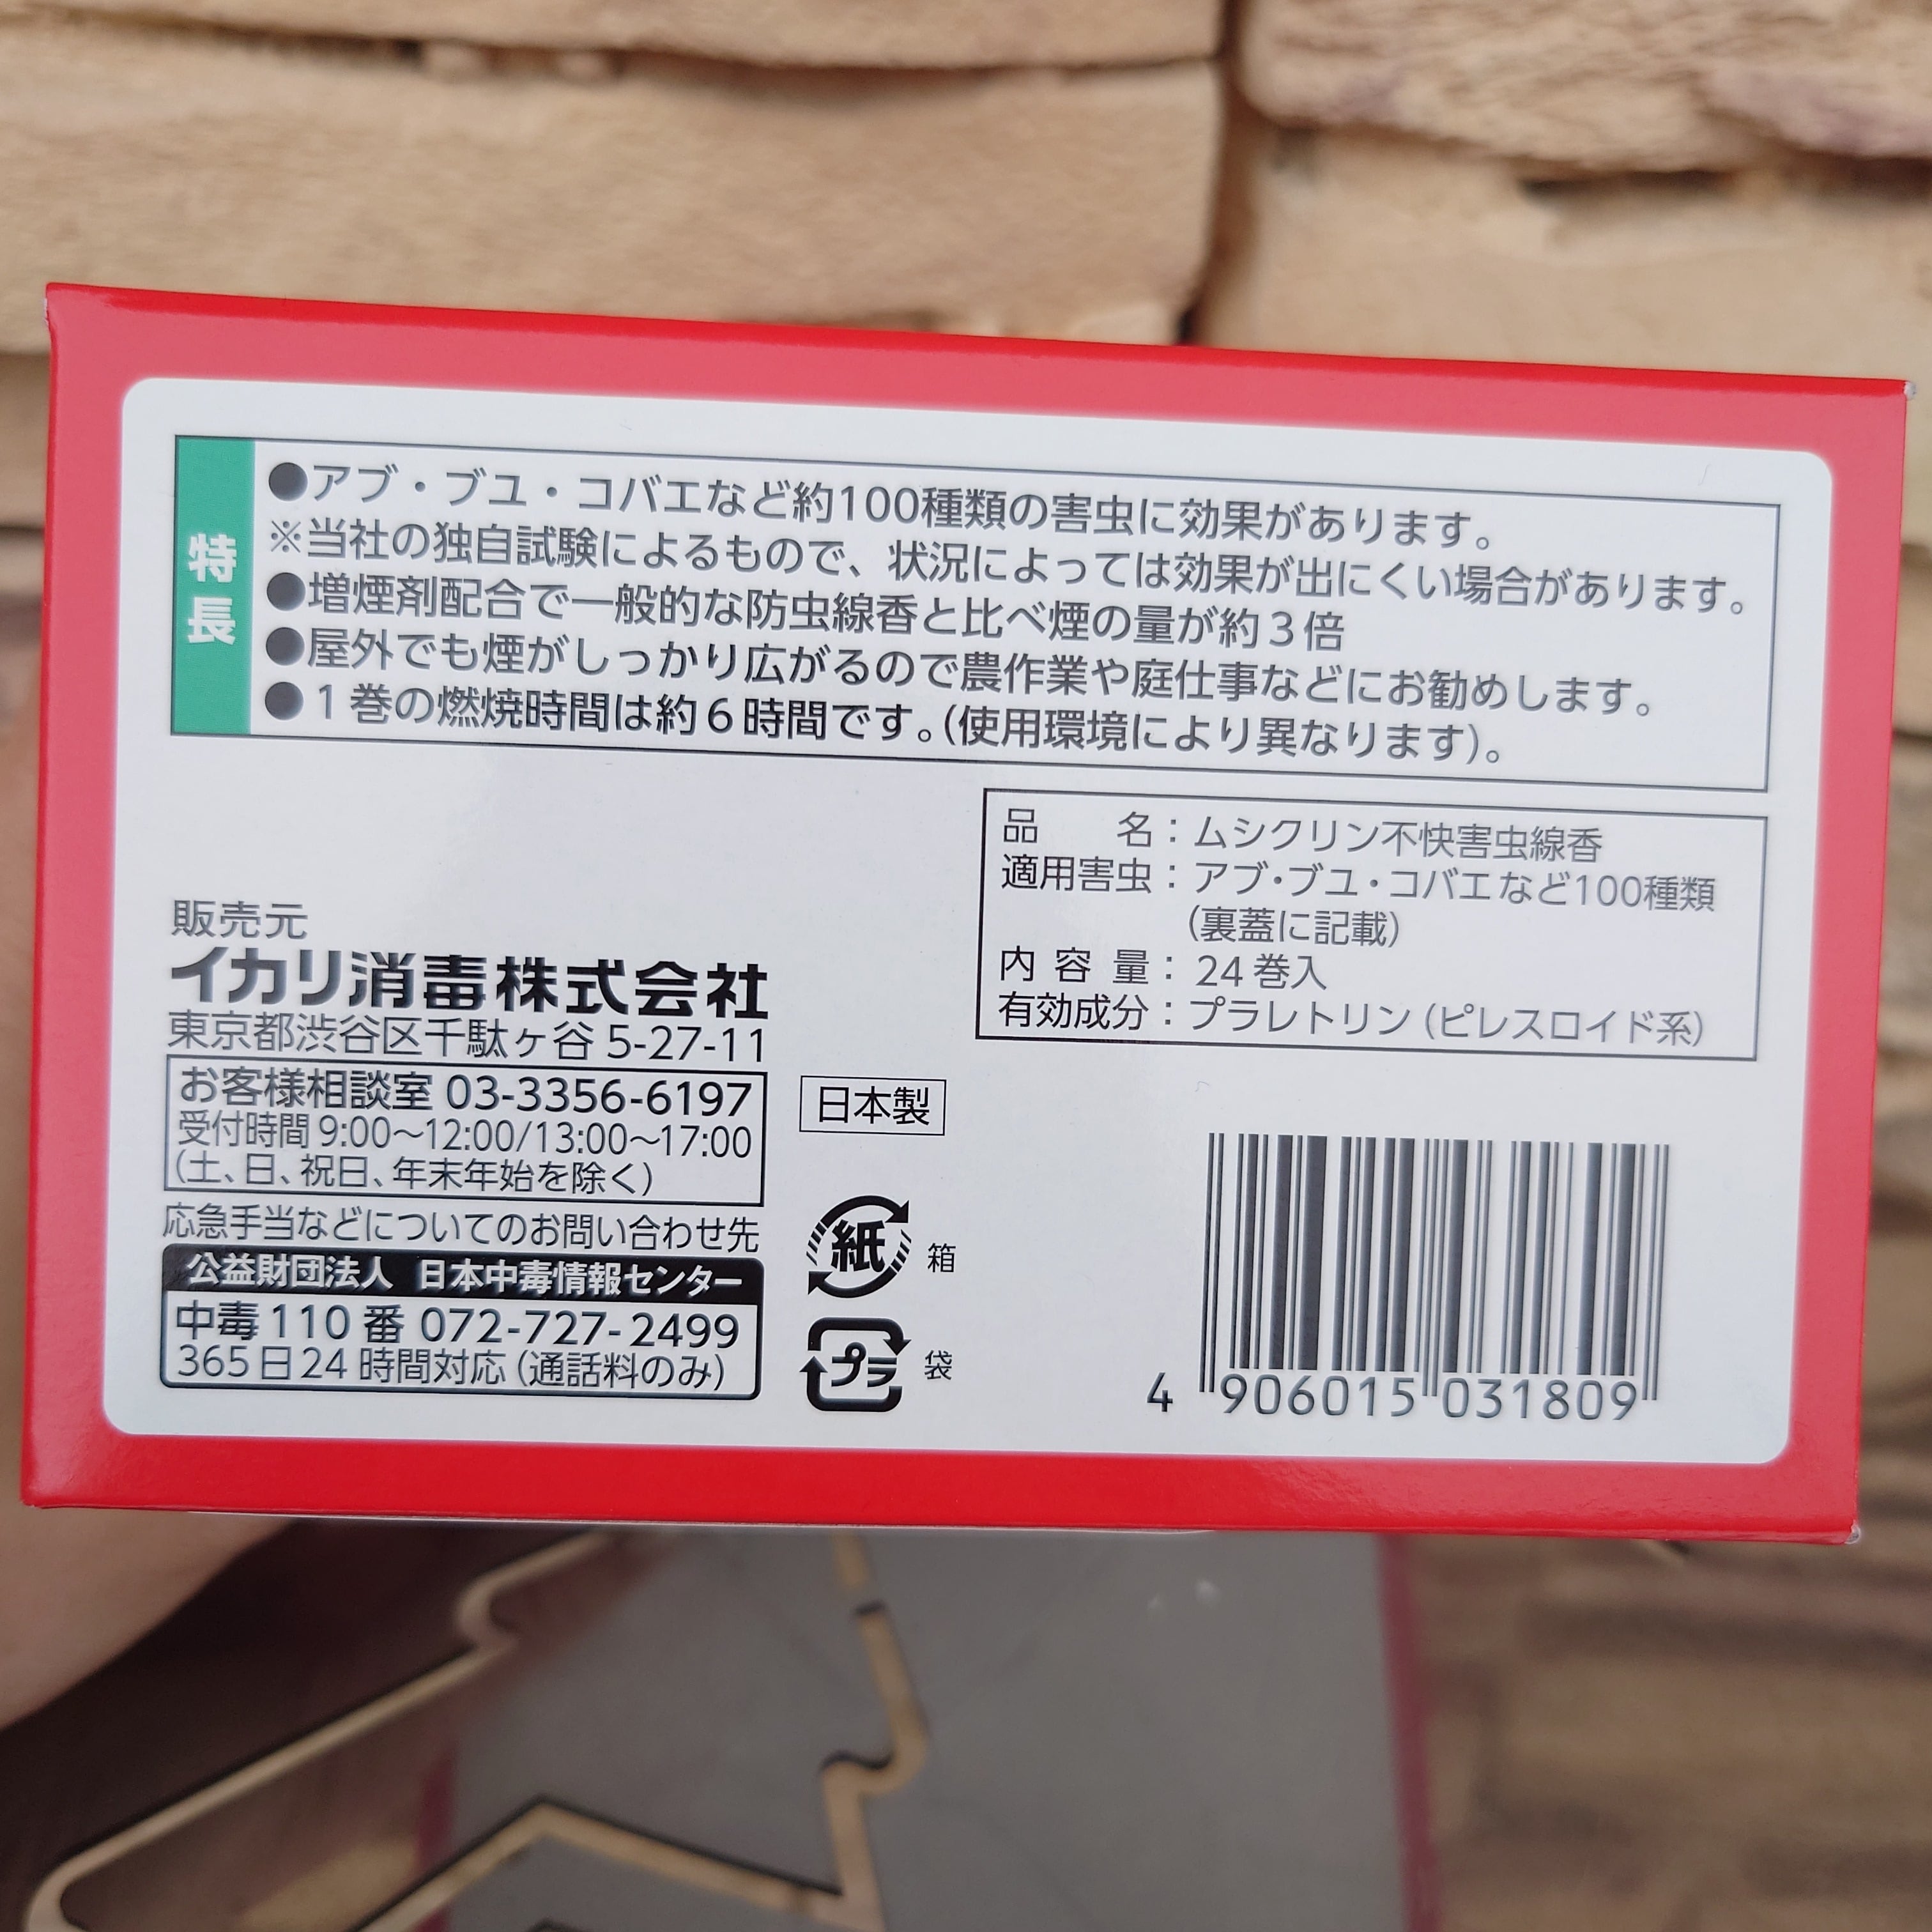 特長
●アブ・ブユ・コバエなど約100種類の害虫に効果があります。
※当社の独自試験によるもので、状況によっては効果が出にくい場合があります。
●増煙剤配合で一般的な防虫線香と比べ煙の量が約3倍
●屋外でも煙がしっかり広がるので農作業や庭仕事などにお勧めします。
●1巻の燃焼時間は約6時間です。(使用環境により異なります)。
品 名:ムシクリン不快害虫線香
適用害虫:アブ・ブユ・コバエなど100種類
(裏蓋に記載)
内容量:24巻入
有効成分:プラレトリン(ピレスロイド系)
販売元
イカリ消毒株式会社
東京都渋谷区千駄ヶ谷 5-27-11
お客様相談室 03-3356-6197
受付時間 9:00〜12:00/13:00〜17:00
(土、日、祝日、年末年始を除く)
応急手当などについてのお問い合わせ先
公益財団法人 日本中毒情報センター
中毒110番 072-727-2499
365日24時間対応(通話料のみ)
日本製
紙 箱
プラ 袋
4 906015 031809